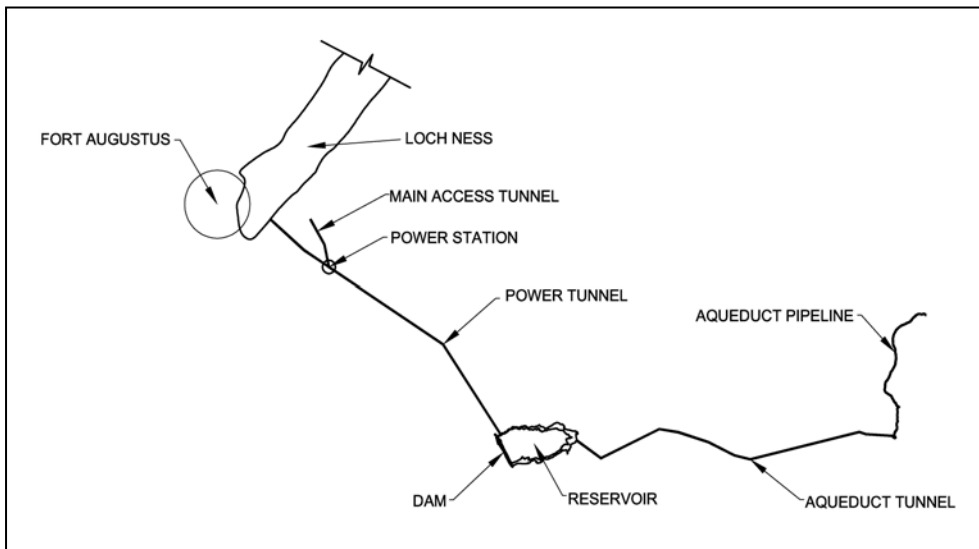 FORT AUGUSTUS
LOCH NESS
MAIN ACCESS TUNNEL
POWER STATION
POWER TUNNEL
AQUEDUCT PIPELINE
DAM
RESERVOIR
AQUEDUCT TUNNEL